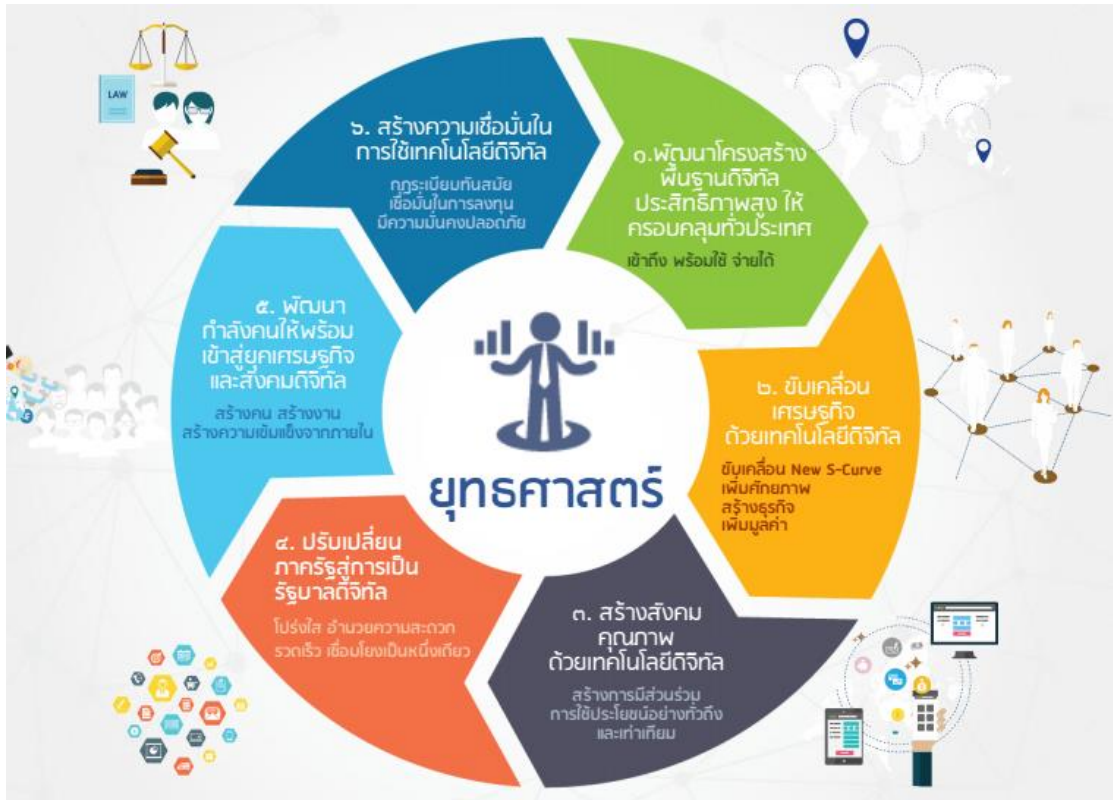 ๑.พัฒนาโครงสร้าง
พื้นฐานดิจิทัล
ประสิทธิภาพสูง ให้
ครอบคลุมทั่วประเทศ
เข้าถึง พร้อมใช้ จ่ายได้
๒. ขับเคลื่อน
เศรษฐกิจ
ด้วยเทคโนโลยีดิจิทัล
ขับเคลื่อน New S-Curve
เพิ่มศักยภาพ
สร้างธุรกิจ
เพิ่มมูลค่า
๓. สร้างสังคม
คุณภาพ
ด้วยเทคโนโลยีดิจิทัล
สร้างการมีส่วนร่วม
การใช้ประโยชน์อย่างทั่วถึง
และเท่าเทียม
๔. ปรับเปลี่ยน
ภาครัฐสู่การเป็น
รัฐบาลดิจิทัล
โปร่งใส อำนวยความสะดวก
รวดเร็ว เชื่อมโยงเป็นหนึ่งเดียว
๕. พัฒนา
กำลังคนให้พร้อม
เข้าสู่ยุคเศรษฐกิจ
และสังคมดิจิทัล
สร้างคน สร้างงาน
สร้างความเข้มแข็งจากภายใน
๖. สร้างความเชื่อมั่นใน
การใช้เทคโนโลยีดิจิทัล
กฎระเบียบทันสมัย
เชื่อมั่นในการลงทุน
มีความมั่นคงปลอดภัย
ยุทธศาสตร์
LAW